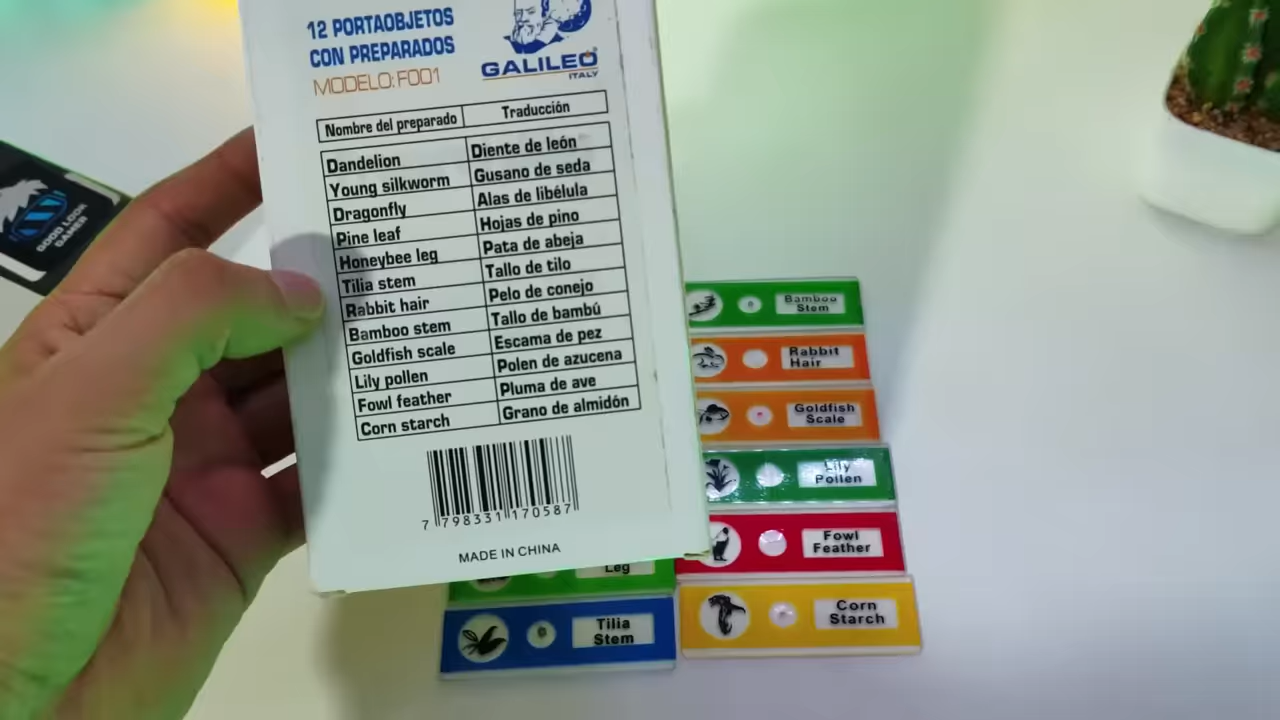 12 PORTAOBJETOS
CON PREPARADOS
MODELO: F001
GALILEO
ITALY
Nombre del preparado Traducción
Dandelion Diente de león
Young silkworm Gusano de seda
Dragonfly Alas de libélula
Pine leaf Hojas de pino
Honeybee leg Pata de abeja
Tilia stem Tallo de tilo
Rabbit hair Pelo de conejo
Bamboo stem Tallo de bambú
Goldfish scale Escama de pez
Lily pollen Polen de azucena
Fowl feather Pluma de ave
Corn starch Grano de almidón
7 798331 170587
MADE IN CHINA
GOOD LOOK
GAMER
Bamboo
Stem
Rabbit
Hair
Goldfish
Scale
Lily
Pollen
Fowl
Feather
Corn
Starch
Leg
Tilia
Stem